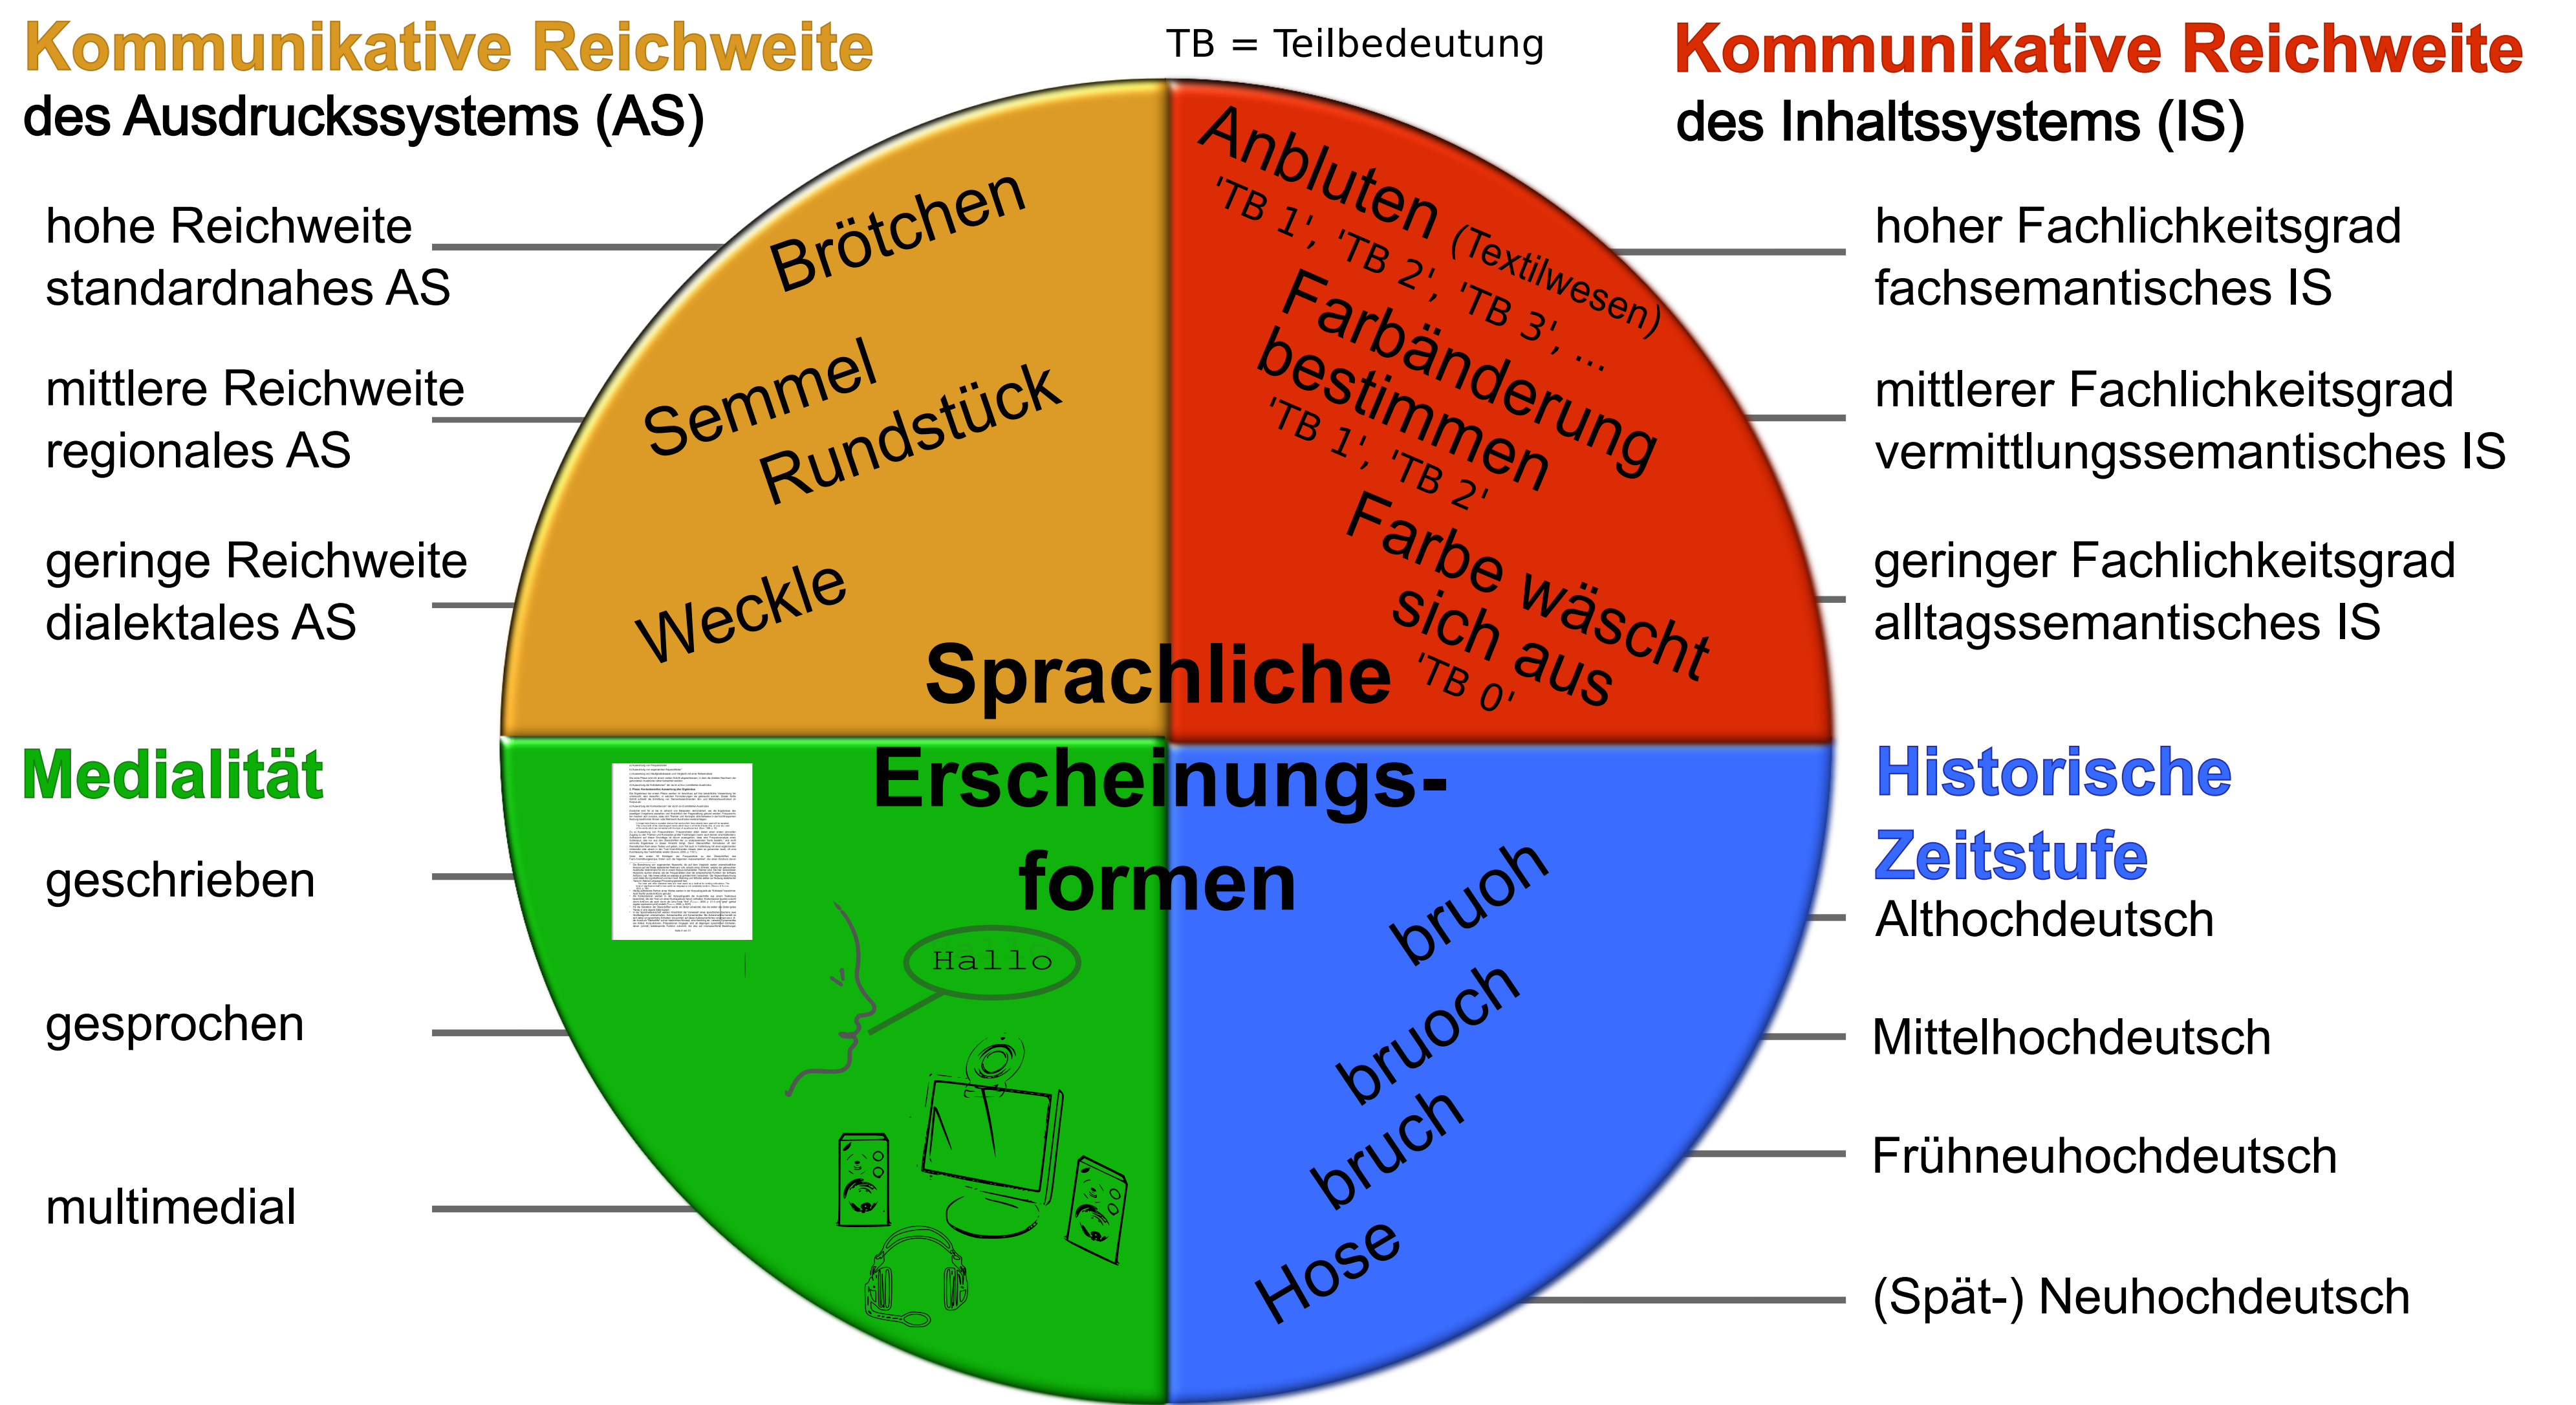 Kommunikative Reichweite
des Ausdruckssystems (AS)
hohe Reichweite
standardnahes AS
mittlere Reichweite
regionales AS
geringe Reichweite
dialektales AS
TB = Teilbedeutung
Kommunikative Reichweite
des Inhaltssystems (IS)
hoher Fachlichkeitsgrad
fachsemantisches IS
mittlerer Fachlichkeitsgrad
vermittlungssemantisches IS
geringer Fachlichkeitsgrad
alltagssemantisches IS
Brötchen
Semmel
Rundstück
Weckle
Anbluten (Textilwesen)
'TB 1', 'TB 2', 'TB 3', ...
Farbänderung
bestimmen
'TB 1', 'TB 2'
Farbe wäscht
sich aus
'TB 0'
Sprachliche
Erscheinungs-
formen
Medialität
geschrieben
gesprochen
multimedial
Hallo
bruoh
bruoch
bruch
Hose
Historische
Zeitstufe
Althochdeutsch
Mittelhochdeutsch
Frühneuhochdeutsch
(Spät-) Neuhochdeutsch